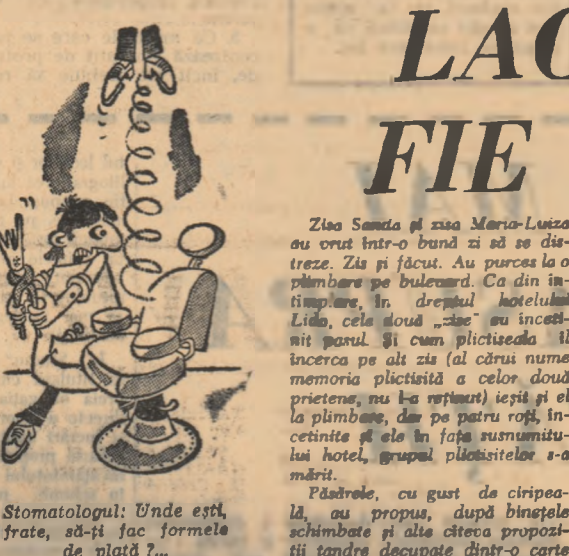 Stomatologul: Unde ești,
frate, să-ți fac formele
de plată ?...
LAC
FIE
Zisa Sanda și zisa Maria-Luiza
au vrut într-o bună zi să se dis-
treze. Zis și făcut. Au purces la o
plimbare pe bulevard. Ca din în-
timplare, în dreptul hotelului
Lido, cele două „zise" au înceti-
nit pasul. Și cum plictiseala îl
încerca pe alt zis (al cărui nume
memoria plictisită a celor două
prietene, nu l-a reținut) ieșit și el
la plimbare, dar pe patru roți, în-
cetinite și ele în fața susnumitu-
lui hotel, grupul plictisitelor s-a
mărit.
Păsărele, cu gust de ciripea-
lă, au propus, după binețele
schimbate și alte cîteva propozi-
ții tandre decupate dintr-o carte